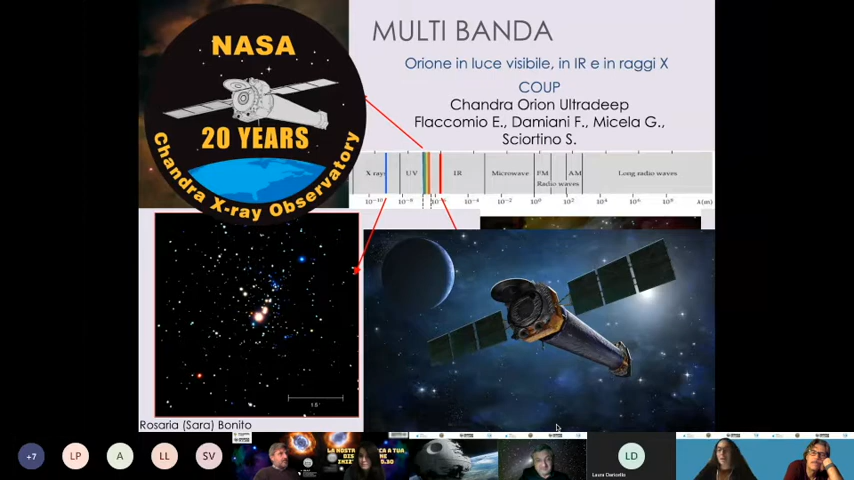 NASA
20 YEARS
Chandra X-ray Observatory
MULTI BANDA
Orione in luce visibile, in IR e in raggi X
COUP
Chandra Orion Ultradeep
Flaccomio E., Damiani F., Micela G.,
Sciortino S.
X ray UV IR Microwave FM AM Long radio waves
Radio waves
Rosaria (Sara) Bonito
+7 LP A LL SV LD